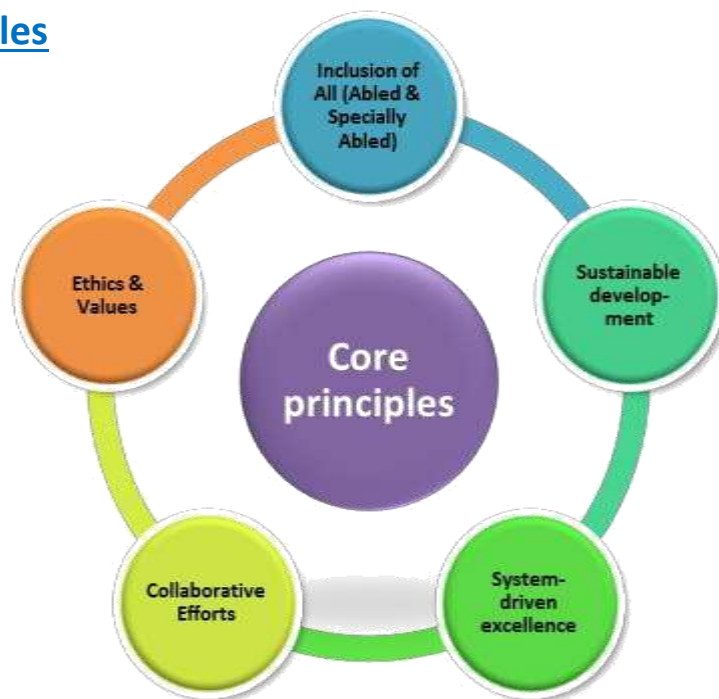 les
Inclusion of
All (Abled &
Specially
Abled)
Sustainable
develop-
ment
System-
driven
excellence
Collaborative
Efforts
Ethics &
Values
Core
principles